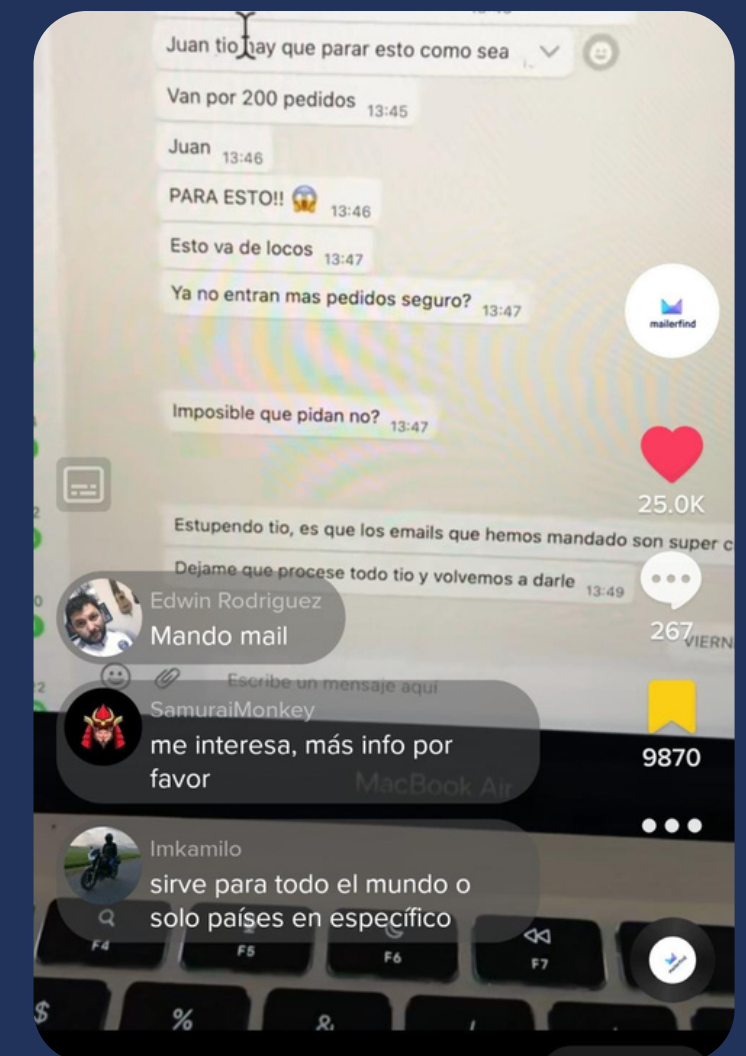 Juan tio hay que parar esto como sea
Van por 200 pedidos 13:45
Juan 13:46
PARA ESTO!! 😱 13:46
Esto va de locos 13:47
Ya no entran mas pedidos seguro? 13:47
mailerfind
Imposible que pidan no? 13:47
25.0K
Estupendo tio, es que los emails que hemos mandado son super c
Dejame que procese todo tio y volvemos a darle 13:49
267
VIERN
Edwin Rodriguez
Mando mail
Escribe un mensaje aquí
SamuraiMonkey
me interesa, más info por
favor
9870
MacBook Air
Imkamilo
sirve para todo el mundo o
solo países en específico
F4 F5 F6 F7
mailerfind
$ % &